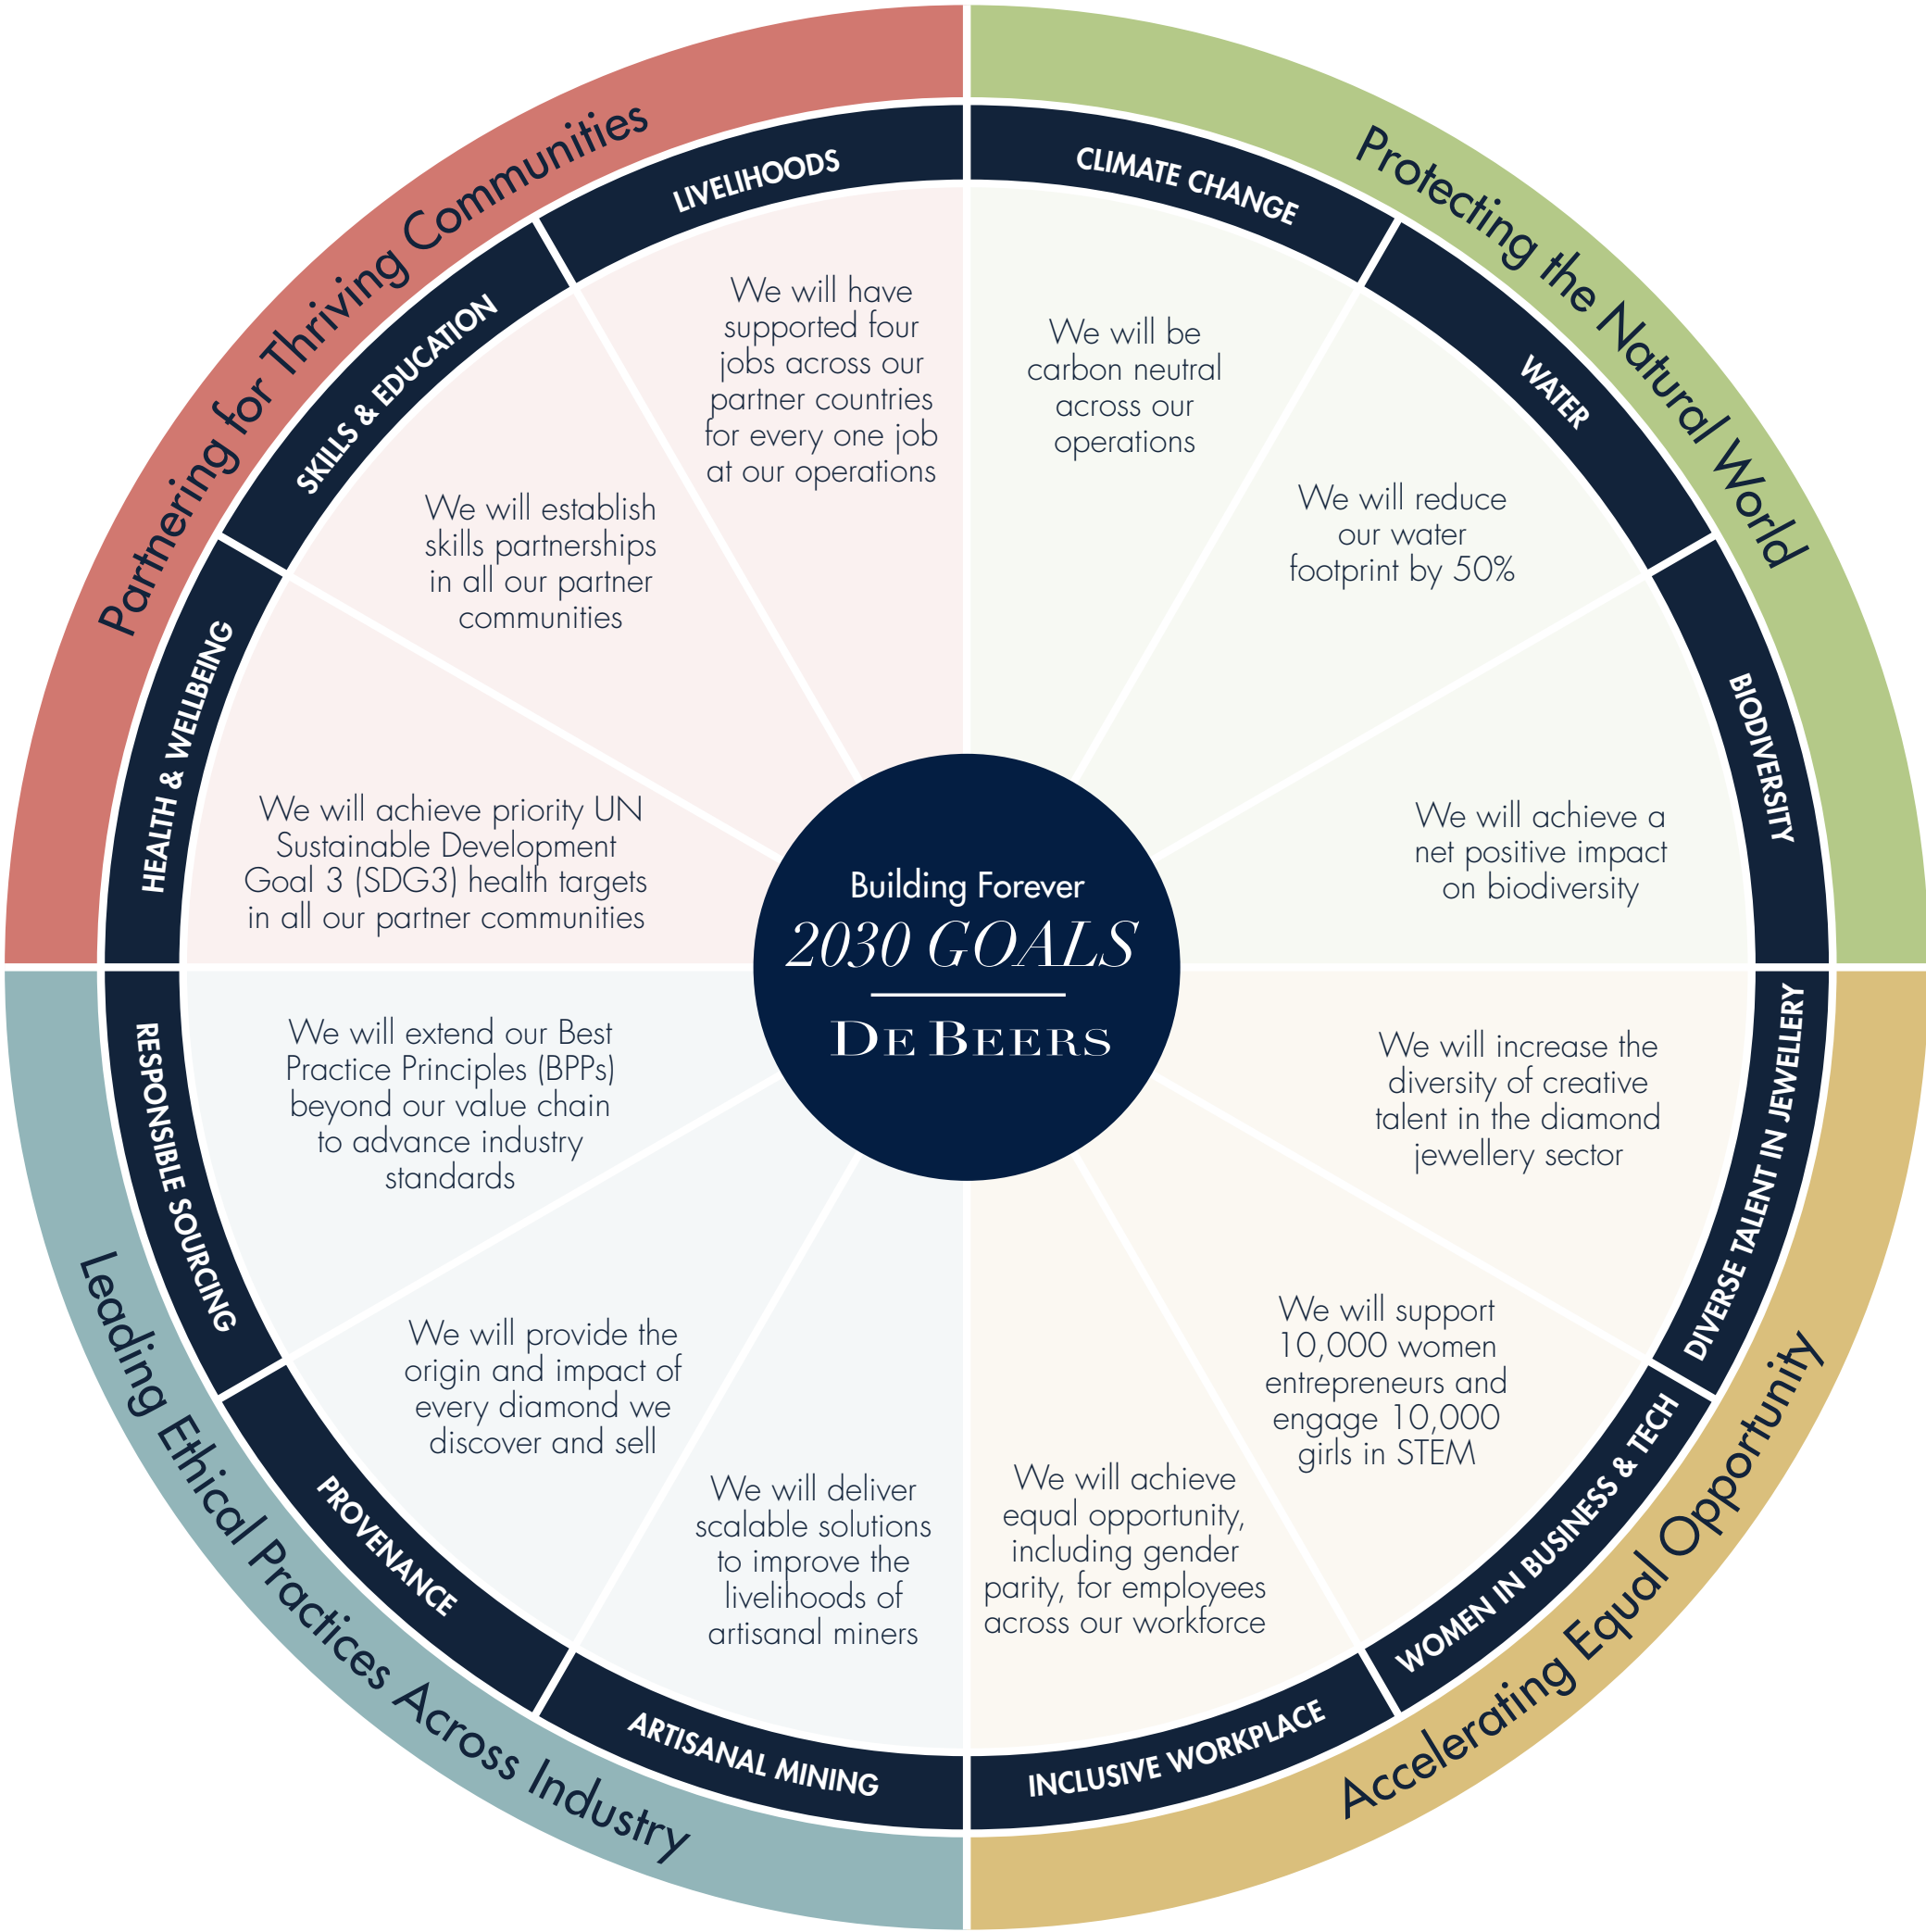 Building Forever
2030 GOALS
DE BEERS
Protecting the Natural World
CLIMATE CHANGE
We will be
carbon neutral
across our
operations
WATER
We will reduce
our water
footprint by 50%
BIODIVERSITY
We will achieve a
net positive impact
on biodiversity
Accelerating Equal Opportunity
DIVERSE TALENT IN JEWELLERY
We will increase the
diversity of creative
talent in the diamond
jewellery sector
WOMEN IN BUSINESS & TECH
We will support
10,000 women
entrepreneurs and
engage 10,000
girls in STEM
INCLUSIVE WORKPLACE
We will achieve
equal opportunity,
including gender
parity, for employees
across our workforce
Leading Ethical Practices Across Industry
ARTISANAL MINING
We will deliver
scalable solutions
to improve the
livelihoods of
artisanal miners
PROVENANCE
We will provide the
origin and impact of
every diamond we
discover and sell
RESPONSIBLE SOURCING
We will extend our Best
Practice Principles (BPPs)
beyond our value chain
to advance industry
standards
Partnering for Thriving Communities
HEALTH & WELLBEING
We will achieve priority UN
Sustainable Development
Goal 3 (SDG3) health targets
in all our partner communities
SKILLS & EDUCATION
We will establish
skills partnerships
in all our partner
communities
LIVELIHOODS
We will have
supported four
jobs across our
partner countries
for every one job
at our operations